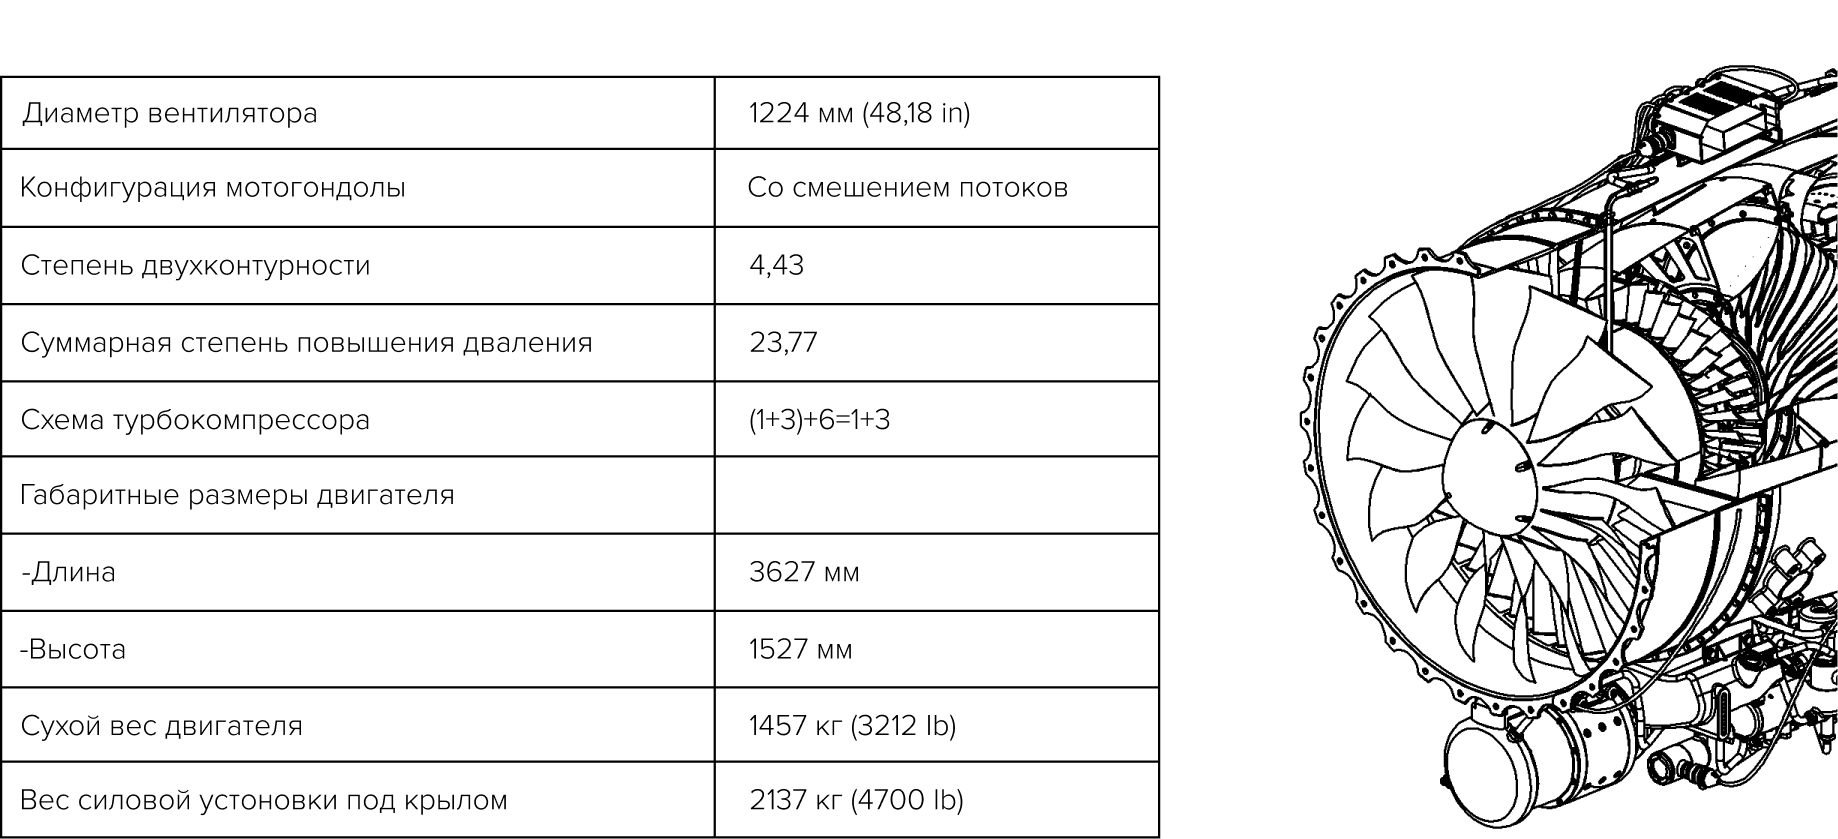 Диаметр вентилятора 1224 мм (48,18 in)
Конфигурация мотогондолы Со смешением потоков
Степень двухконтурности 4,43
Суммарная степень повышения дваления 23,77
Схема турбокомпрессора (1+3)+6=1+3
Габаритные размеры двигателя
-Длина 3627 мм
-Высота 1527 мм
Сухой вес двигателя 1457 кг (3212 lb)
Вес силовой устоновки под крылом 2137 кг (4700 lb)